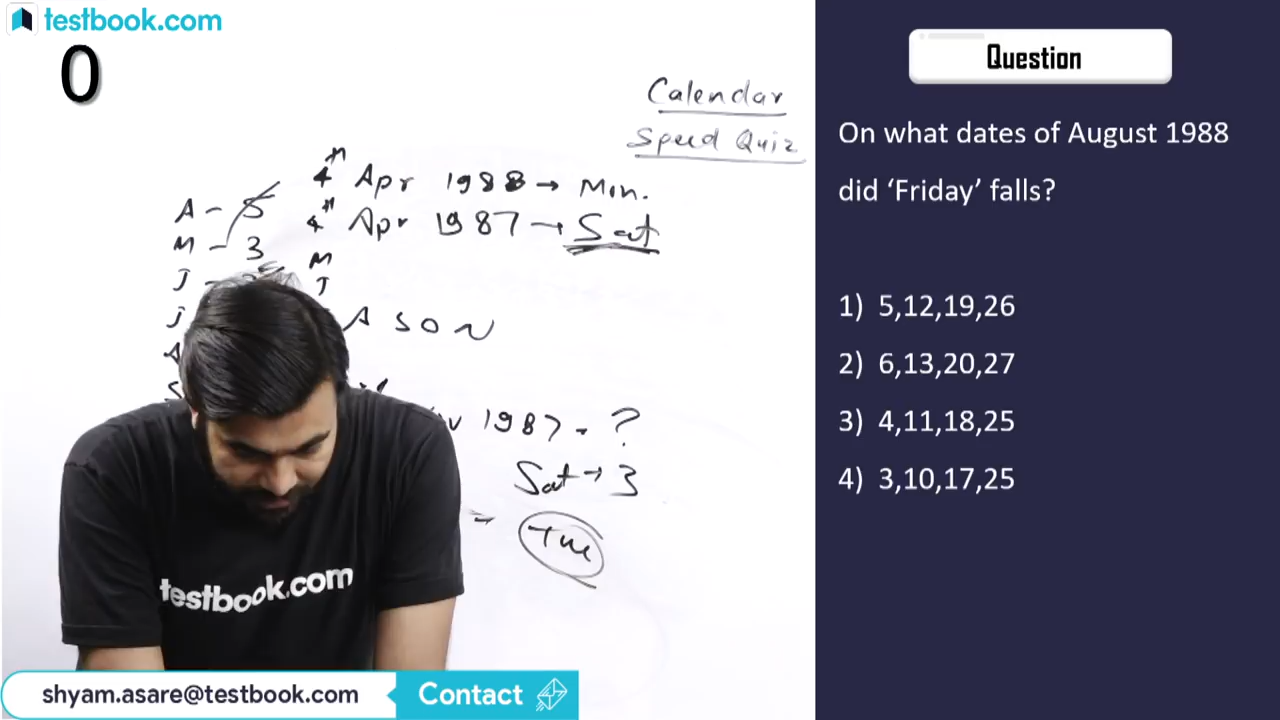 testbook.com
0
Calendar
Speed Quiz
4th Apr 1988 → Mon.
4th Apr 1987 → Sat
A - 5
M - 3
J -
J
A
S
M
J
A S O N
1987 = ?
Sat → 3
= Tue
testbook.com
shyam.asare@testbook.com
Contact
Question
On what dates of August 1988
did ‘Friday’ falls?
1) 5,12,19,26
2) 6,13,20,27
3) 4,11,18,25
4) 3,10,17,25